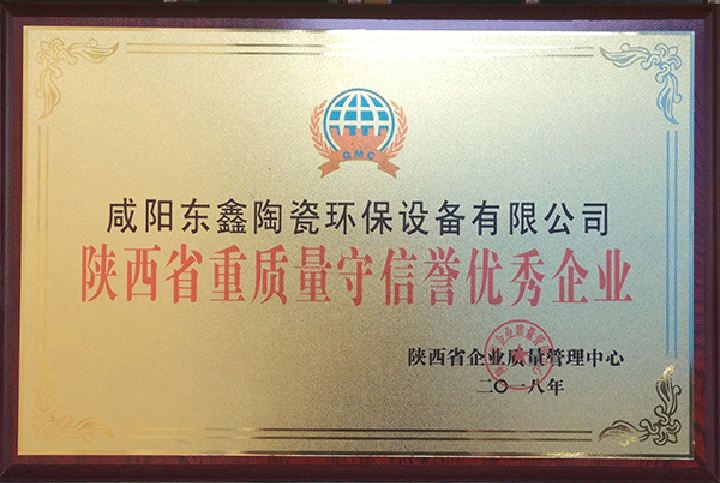 QMC
咸阳东鑫陶瓷环保设备有限公司
陕西省重质量守信誉优秀企业
陕西省企业质量管理中心
二〇一八年